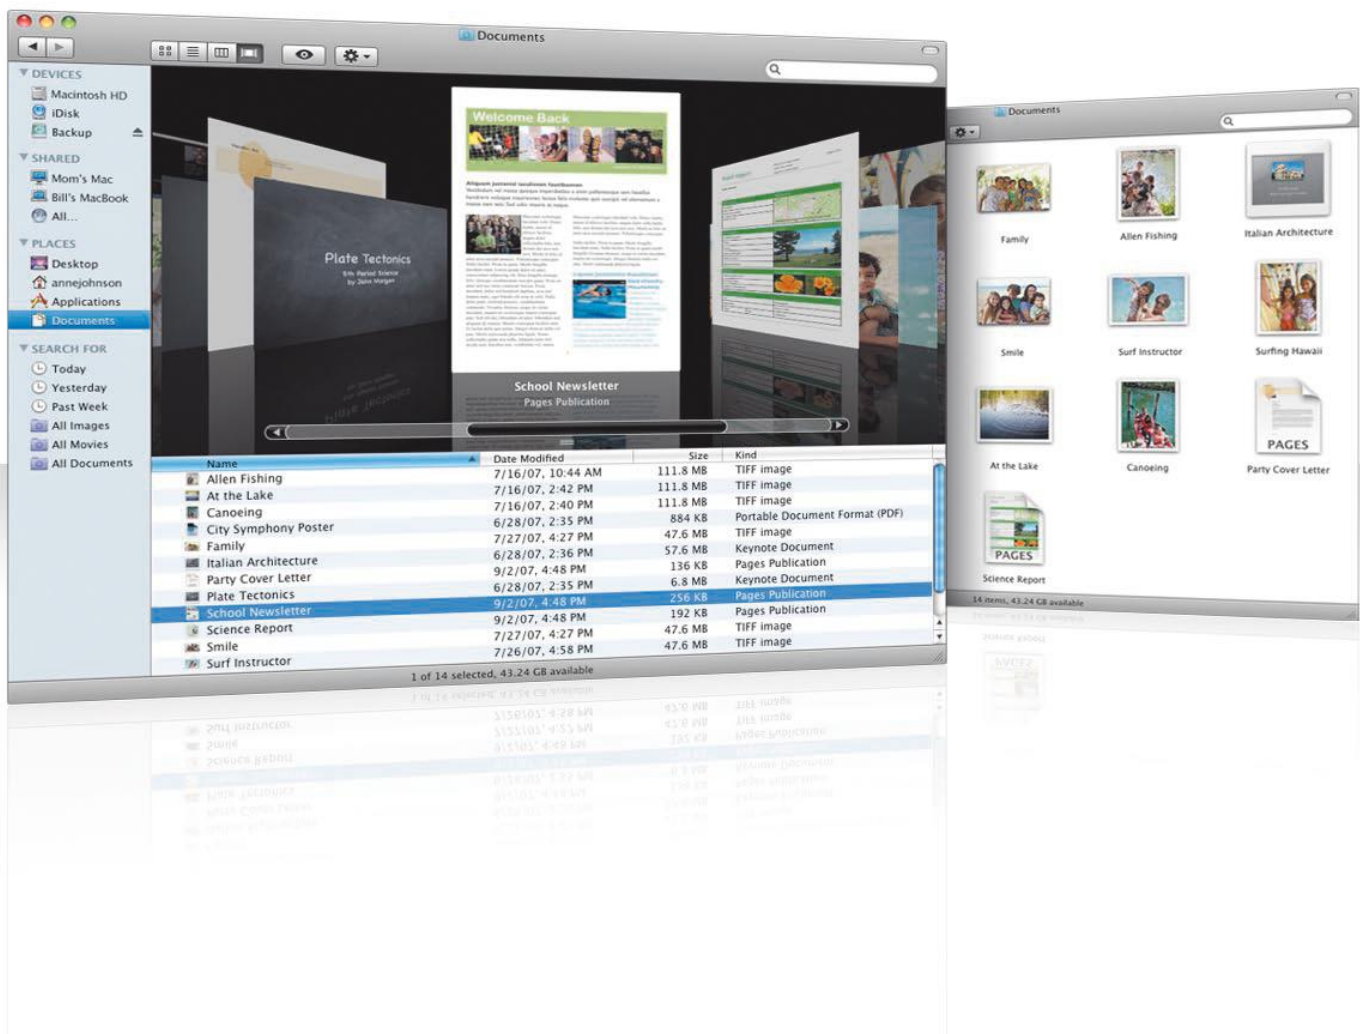 Documents
DEVICES
Macintosh HD
iDisk
Backup
SHARED
Mom's Mac
Bill's MacBook
All...
PLACES
Desktop
annejohnson
Applications
Documents
SEARCH FOR
Today
Yesterday
Past Week
All Images
All Movies
All Documents
Plate Tectonics
5th Period Science
by John Morgan
Welcome Back
School Newsletter
Pages Publication
Name Date Modified Size Kind
Allen Fishing 7/16/07, 10:44 AM 111.8 MB TIFF image
At the Lake 7/16/07, 2:42 PM 111.8 MB TIFF image
Canoeing 7/16/07, 2:40 PM 111.8 MB TIFF image
City Symphony Poster 6/28/07, 2:35 PM 884 KB Portable Document Format (PDF)
Family 7/27/07, 4:27 PM 47.6 MB TIFF image
Italian Architecture 6/28/07, 2:36 PM 57.6 MB Keynote Document
Party Cover Letter 9/2/07, 4:48 PM 136 KB Pages Publication
Plate Tectonics 6/28/07, 2:35 PM 6.8 MB Keynote Document
School Newsletter 9/2/07, 4:48 PM 256 KB Pages Publication
Science Report 9/2/07, 4:48 PM 192 KB Pages Publication
Smile 7/27/07, 4:27 PM 47.6 MB TIFF image
Surf Instructor 7/26/07, 4:58 PM 47.6 MB TIFF image
1 of 14 selected, 43.24 GB available
Documents
Family
Allen Fishing
Italian Architecture
Smile
Surf Instructor
Surfing Hawaii
At the Lake
Canoeing
PAGES
Party Cover Letter
PAGES
Science Report
14 items, 43.24 GB available